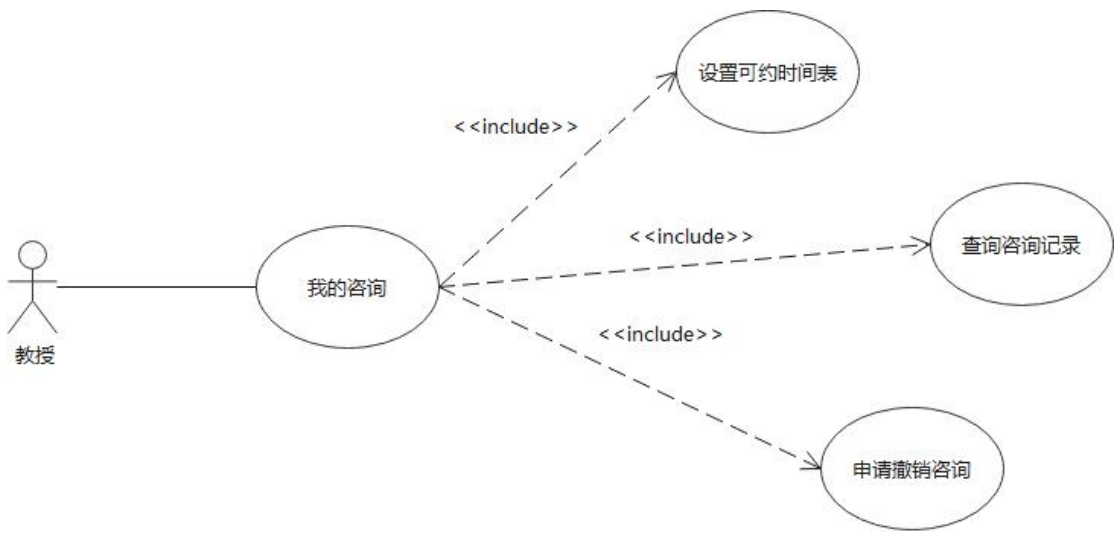 设置可约时间表
<<include>>
<<include>>
查询咨询记录
我的咨询
<<include>>
教授
申请撤销咨询